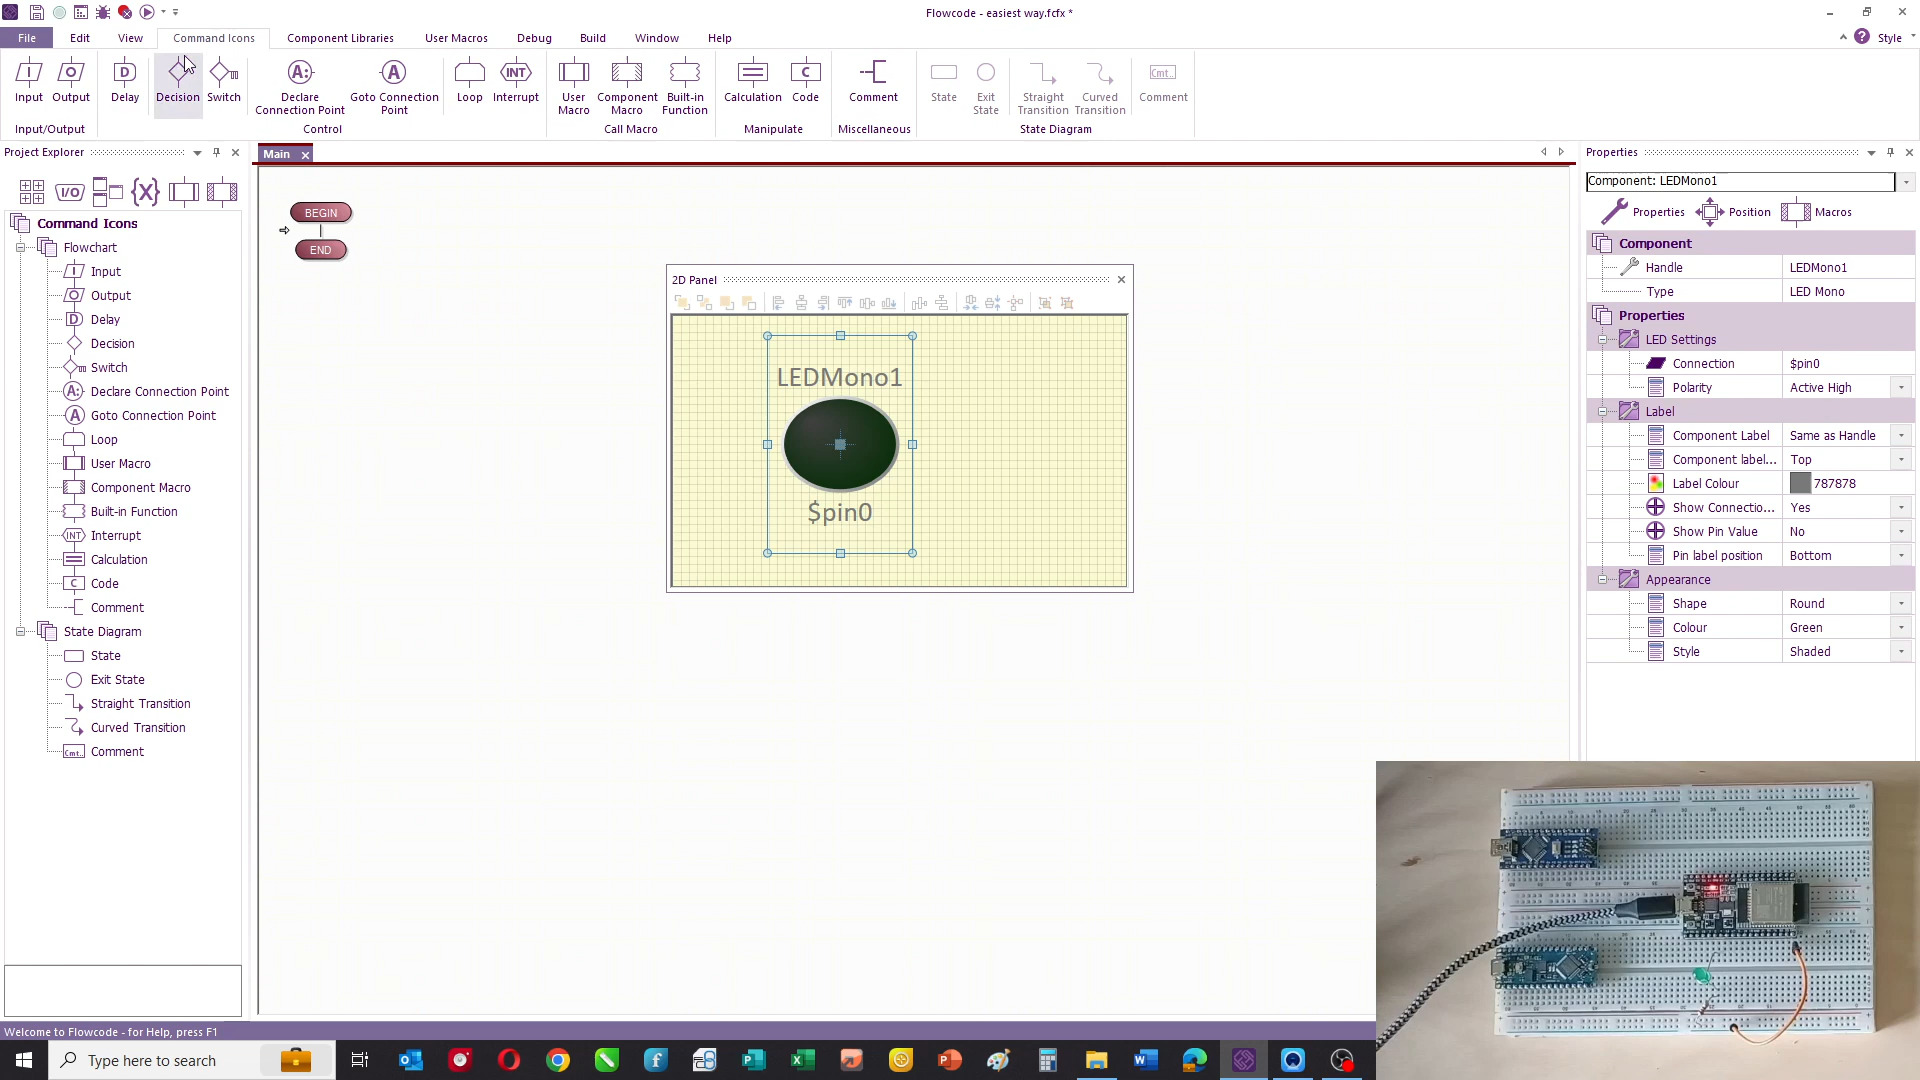 Flowcode - easiest way.fcfx *
File Edit View Command Icons Component Libraries User Macros Debug Build Window Help Style
Input Output Delay Decision Switch Declare Connection Point Goto Connection Point Loop Interrupt User Macro Component Macro Built-in Function Calculation Code Comment State Exit State Straight Transition Curved Transition Comment
Input/Output Control Call Macro Manipulate Miscellaneous State Diagram
Project Explorer
Main
Properties
Component: LEDMono1
Properties Position Macros
Command Icons
Flowchart
Input
Output
Delay
Decision
Switch
Declare Connection Point
Goto Connection Point
Loop
User Macro
Component Macro
Built-in Function
Interrupt
Calculation
Code
Comment
State Diagram
State
Exit State
Straight Transition
Curved Transition
Comment
BEGIN
END
2D Panel
LEDMono1
$pin0
Component
Handle LEDMono1
Type LED Mono
Properties
LED Settings
Connection $pin0
Polarity Active High
Label
Component Label Same as Handle
Component label... Top
Label Colour 787878
Show Connectio... Yes
Show Pin Value No
Pin label position Bottom
Appearance
Shape Round
Colour Green
Style Shaded
Welcome to Flowcode - for Help, press F1
Type here to search